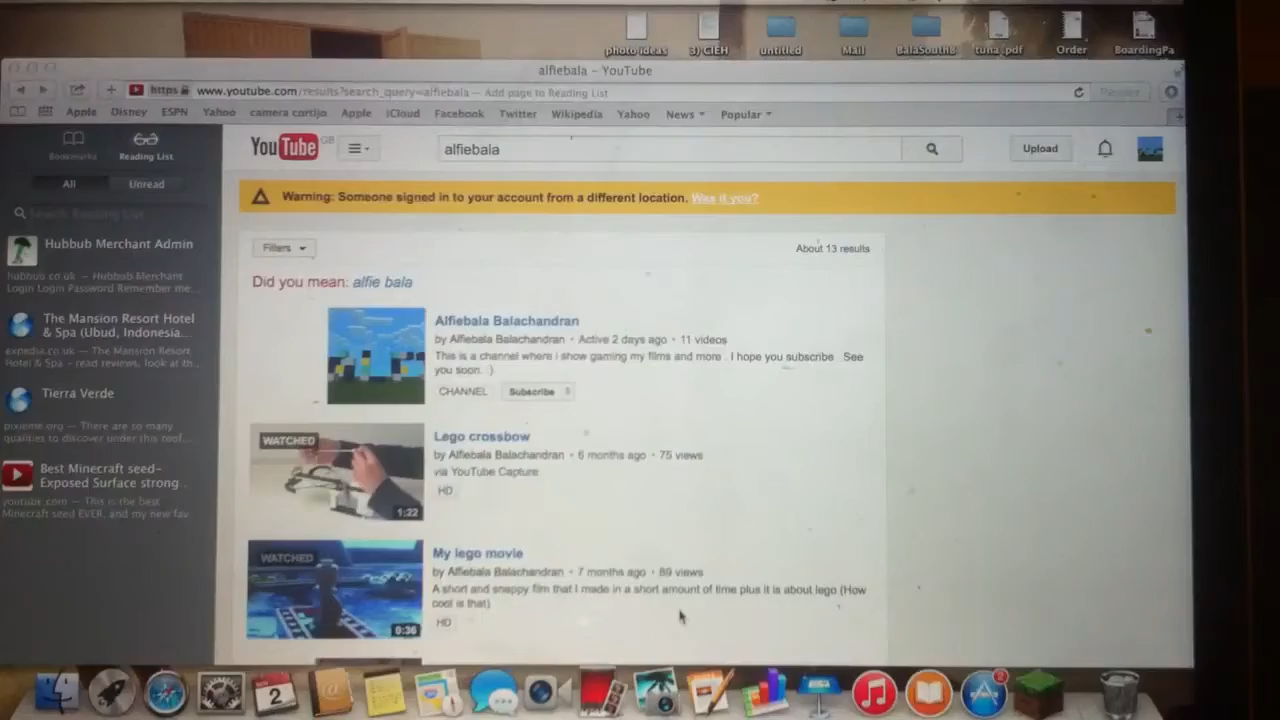 photo ideas
3) CIEH
untitled
Mail
BalaSouthB
tuna.pdf
Order
BoardingPa
alfiebala – YouTube
https
www.youtube.com/results?search_query=alfiebala — Add page to Reading List
Reader
Apple Disney ESPN Yahoo camera cortijo Apple iCloud Facebook Twitter Wikipedia Yahoo News Popular
Bookmarks
Reading List
YouTube GB
alfiebala
Upload
All Unread
Search Reading List
Warning: Someone signed in to your account from a different location. Was it you?
Hubbub Merchant Admin
hubbub.co.uk — Hubbub Merchant
Login Login Password Remember me...
The Mansion Resort Hotel
& Spa (Ubud, Indonesia...
expedia.co.uk — The Mansion Resort
Hotel & Spa - read reviews, look at th...
Tierra Verde
pixieme.org — There are so many
qualities to discover under this roof...
Best Minecraft seed-
Exposed Surface strong...
youtube.com — This is the best
Minecraft seed EVER, and my new fav
Filters
About 13 results
Did you mean: alfie bala
Alfiebala Balachandran
by Alfiebala Balachandran • Active 2 days ago • 11 videos
This is a channel where i show gaming my films and more . I hope you subscribe . See
you soon. :)
CHANNEL
Subscribe
WATCHED
1:22
Lego crossbow
by Alfiebala Balachandran • 6 months ago • 75 views
via YouTube Capture
HD
WATCHED
0:36
My lego movie
by Alfiebala Balachandran • 7 months ago • 89 views
A short and snappy film that I made in a short amount of time plus it is about lego (How
cool is that)
HD
2